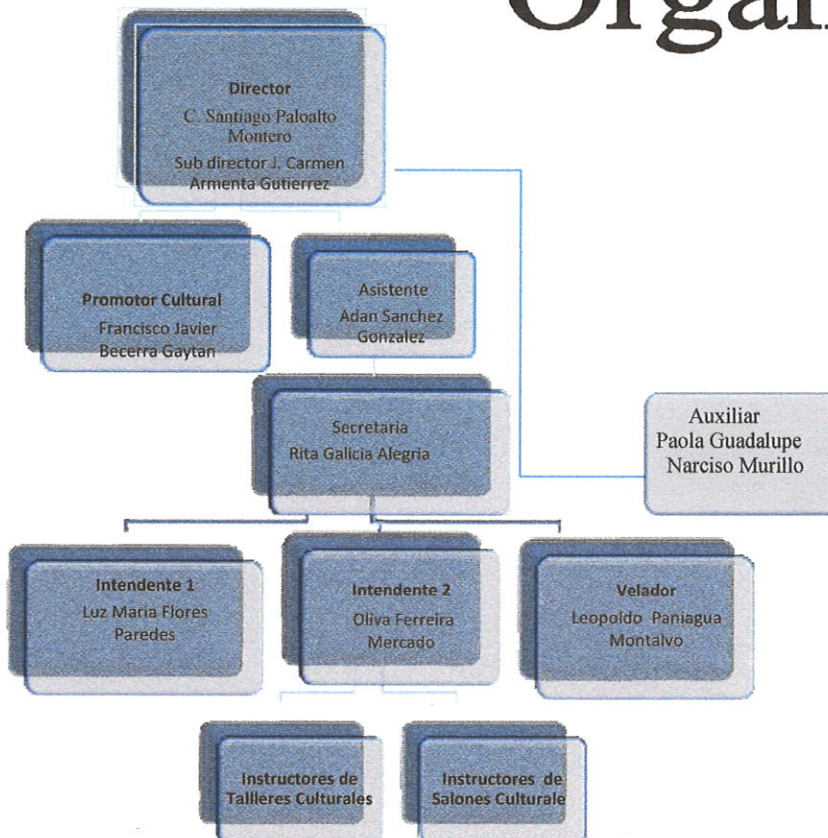 Organ
Director
C. Santiago Paloalto
Montero
Sub director J. Carmen
Armenta Gutierrez
Promotor Cultural
Francisco Javier
Becerra Gaytan
Asistente
Adan Sanchez
Gonzalez
Secretaria
Rita Galicia Alegria
Auxiliar
Paola Guadalupe
Narciso Murillo
Intendente 1
Luz Maria Flores
Paredes
Intendente 2
Oliva Ferreira
Mercado
Velador
Leopoldo Paniagua
Montalvo
Instructores de
Tallleres Culturales
Instructores de
Salones Culturale